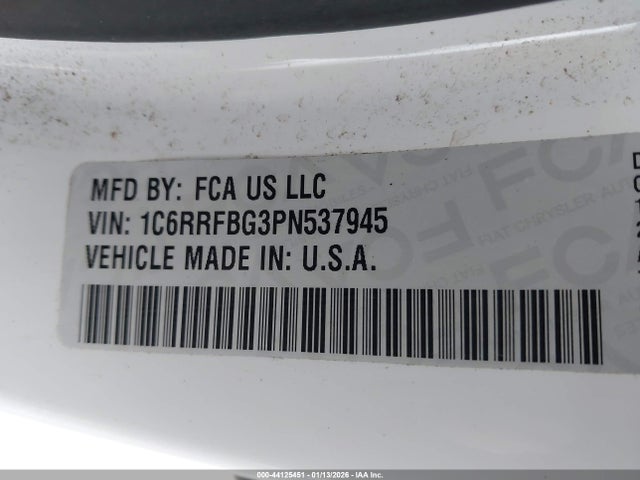 MFD BY: FCA US LLC
VIN: 1C6RRFBG3PN537945
VEHICLE MADE IN: U.S.A.
000-44125451 - 01/13/2026 - IAA Inc.